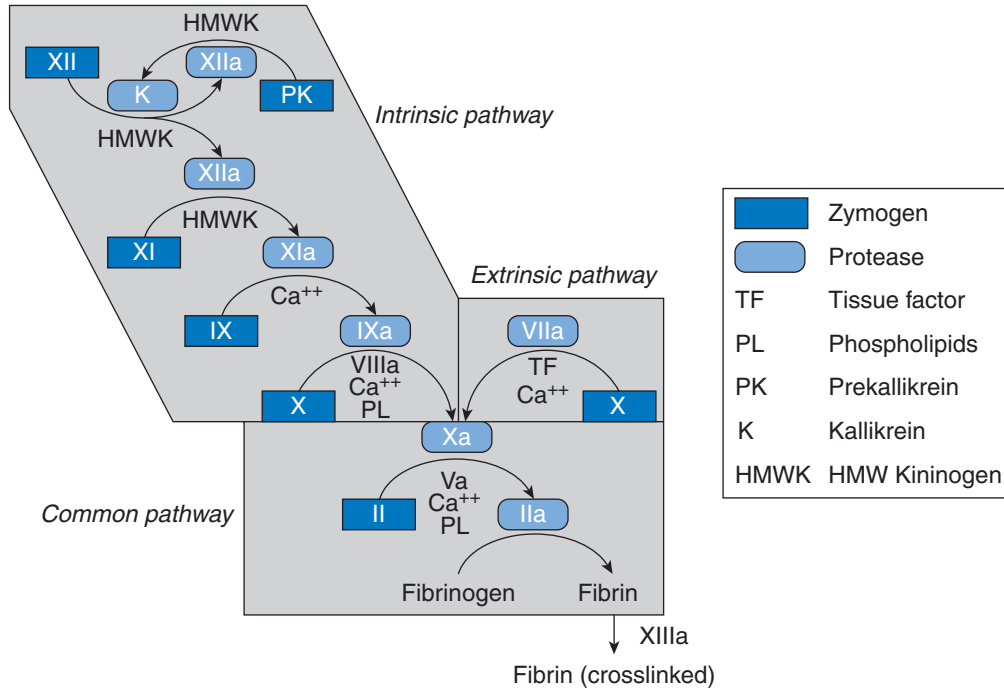 HMWK
XII
XIIa
K
PK
Intrinsic pathway
HMWK
XIIa
HMWK
XI
XIa
Ca++
Extrinsic pathway
IX
IXa
VIIa
VIIIa
Ca++
PL
TF
Ca++
X
X
Xa
Common pathway
Va
Ca++
PL
II
IIa
Fibrinogen
Fibrin
XIIIa
Fibrin (crosslinked)
Zymogen
Protease
TF Tissue factor
PL Phospholipids
PK Prekallikrein
K Kallikrein
HMWK HMW Kininogen